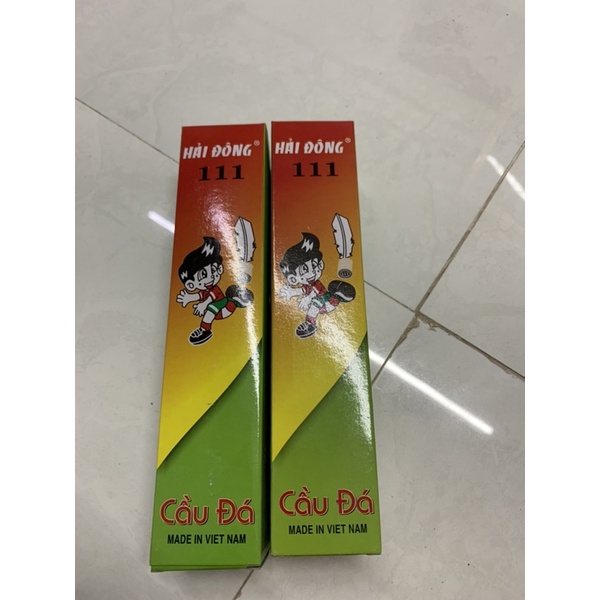 HẢI ĐÔNG®
111
Cầu Đá
MADE IN VIET NAM
HẢI ĐÔNG®
111
Cầu Đá
MADE IN VIET NAM